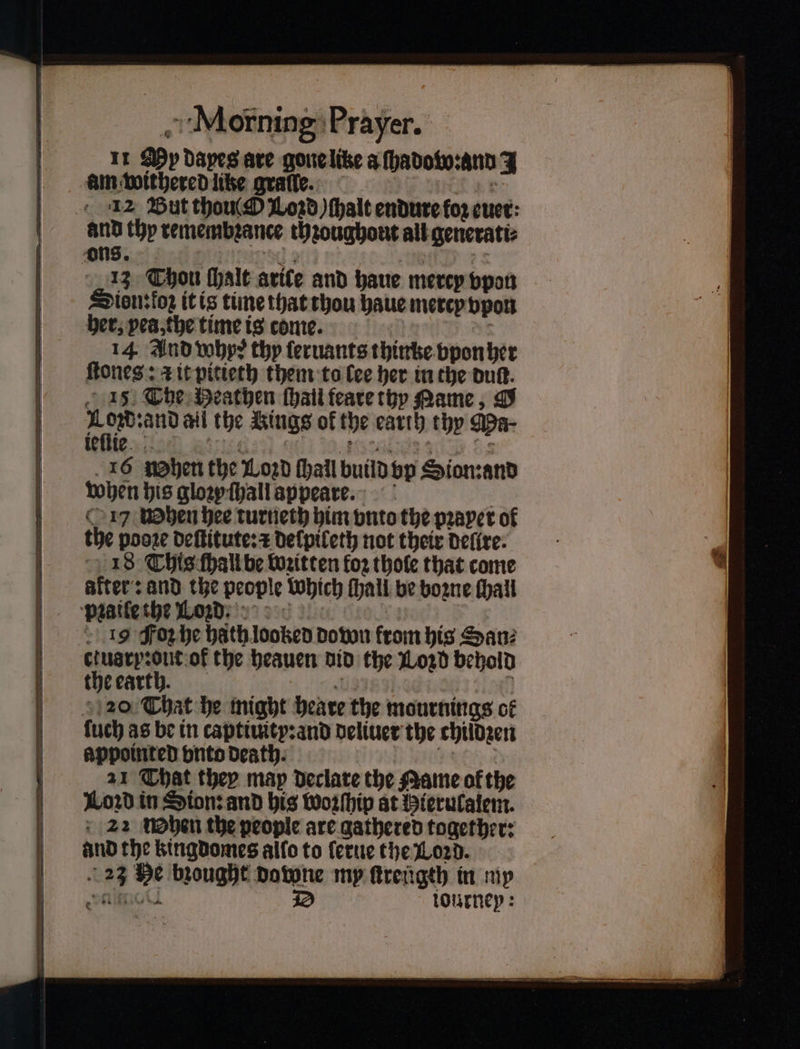 Morning Prayer.
11 My dayes are gone like a shadow:and I
am withered like grasse.
12 But thou(O Lord)shalt endure for euer:
and thy remembrance throughout all generati-
ons.
13 Thou shalt arise and haue mercy vpon
Sion:for it is time that thou haue mercy vpon
her, yea,the time is come.
14 And why? thy seruants thinke vpon her
stones : & it pitieth them to see her in the dust.
15 The Heathen shall feare thy Name, O
Lord:and all the Kings of the earth thy Ma-
iestie.
16 When the Lord shall build vp Sion:and
when his glory shall appeare.
17 When hee turneth him vnto the prayer of
the poore destitute:& despiseth not their desire.
18 This shall be written for those that come
after : and the people which shall be borne shall
praise the Lord.
19 For he hath looked down from his San-
ctuary:out of the heauen did the Lord behold
the earth.
20 That he might heare the mournings of
such as be in captiuity:and deliuer the children
appointed vnto death.
21 That they may declare the Name of the
Lord in Sion: and his worship at Hierusalem.
22 When the people are gathered together:
and the kingdomes also to serue the Lord.
23 He brought downe my strength in my
D iourney :